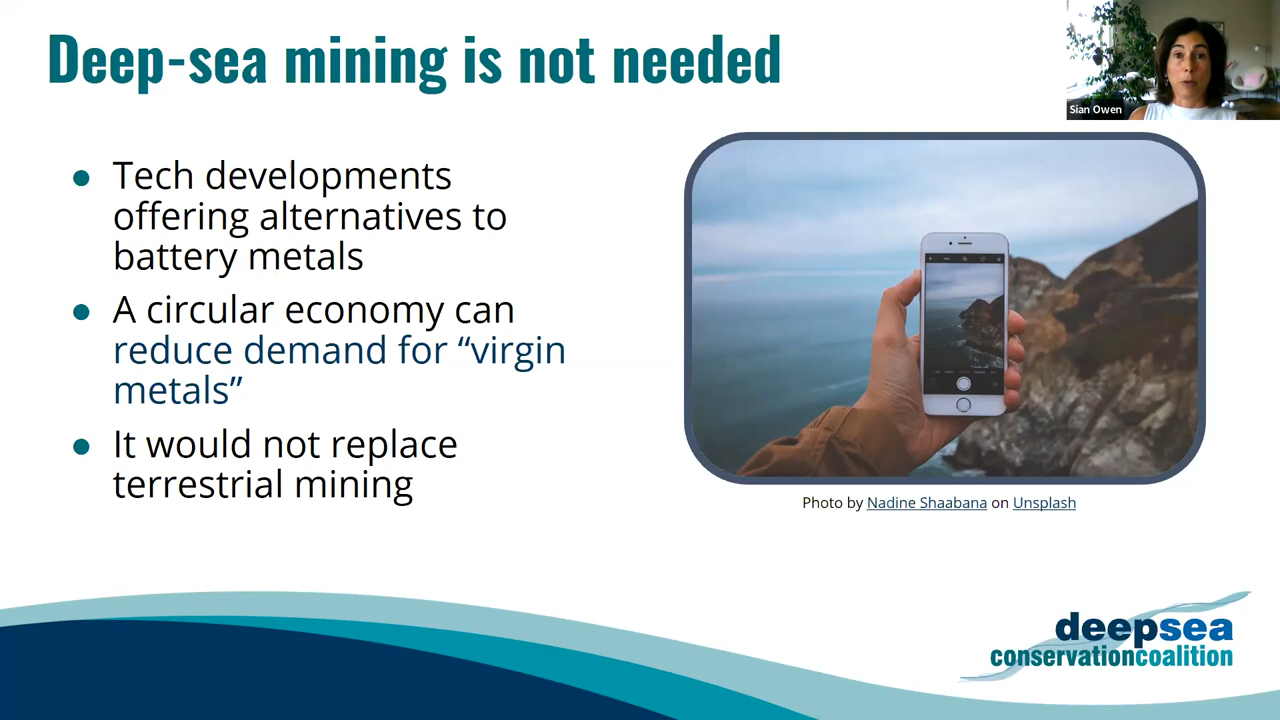 Deep-sea mining is not needed
Sian Owen
● Tech developments
offering alternatives to
battery metals
● A circular economy can
reduce demand for “virgin
metals”
● It would not replace
terrestrial mining
Photo by Nadine Shaabana on Unsplash
deepsea
conservationcoalition